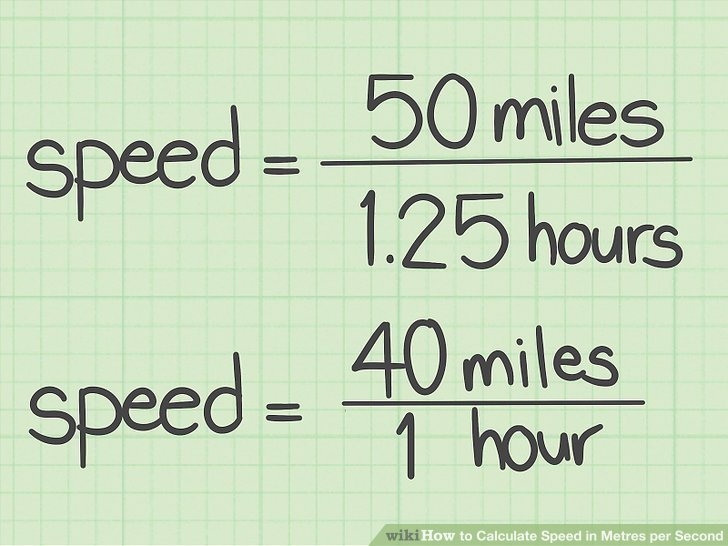 speed = 50 miles
1.25 hours
speed = 40 miles
1 hour
wikiHow to Calculate Speed in Metres per Second